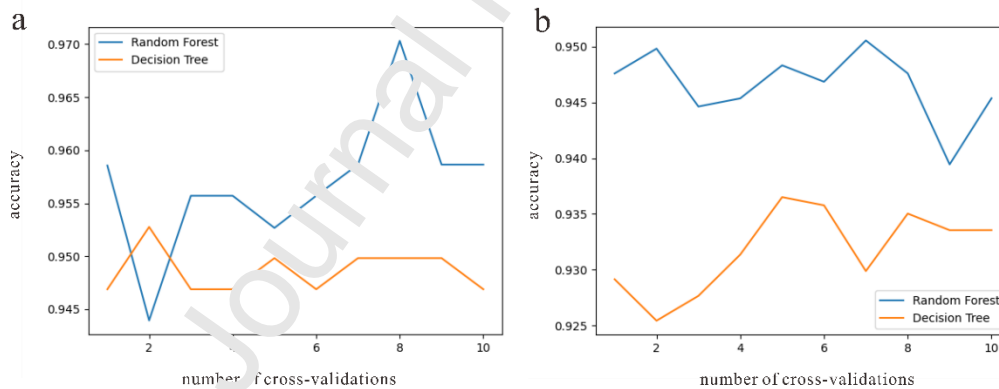 a
0.970
0.965
0.960
0.955
0.950
0.945
accuracy
Random Forest
Decision Tree
2
6
8
10
number of cross-validations
Journal
b
0.950
0.945
0.940
0.935
0.930
0.925
accuracy
Random Forest
Decision Tree
2
4
6
8
10
number of cross-validations